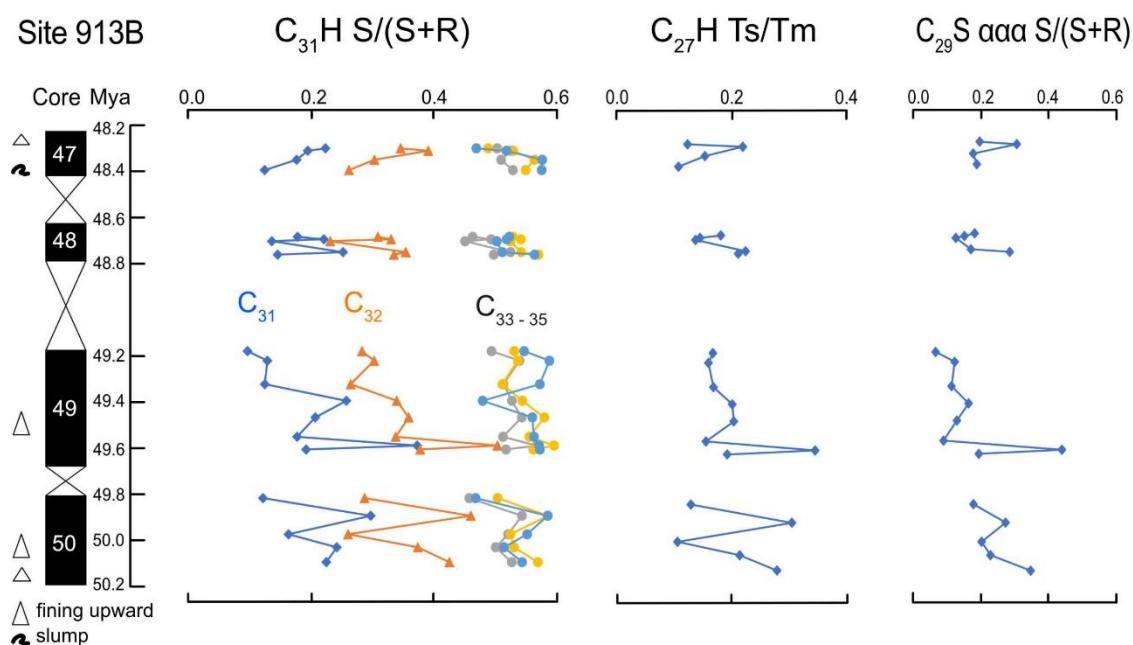 Site 913B
C₃₁H S/(S+R)
C₂₇H Ts/Tm
C₂₉S ααα S/(S+R)
Core Mya
0.0 0.2 0.4 0.6
0.0 0.2 0.4
0.0 0.2 0.4 0.6
48.2
47
48.4
48.6
48
48.8
C₃₁
C₃₂
C₃₃ - ₃₅
49.2
49
49.4
49.6
49.8
50
50.0
50.2
fining upward
slump